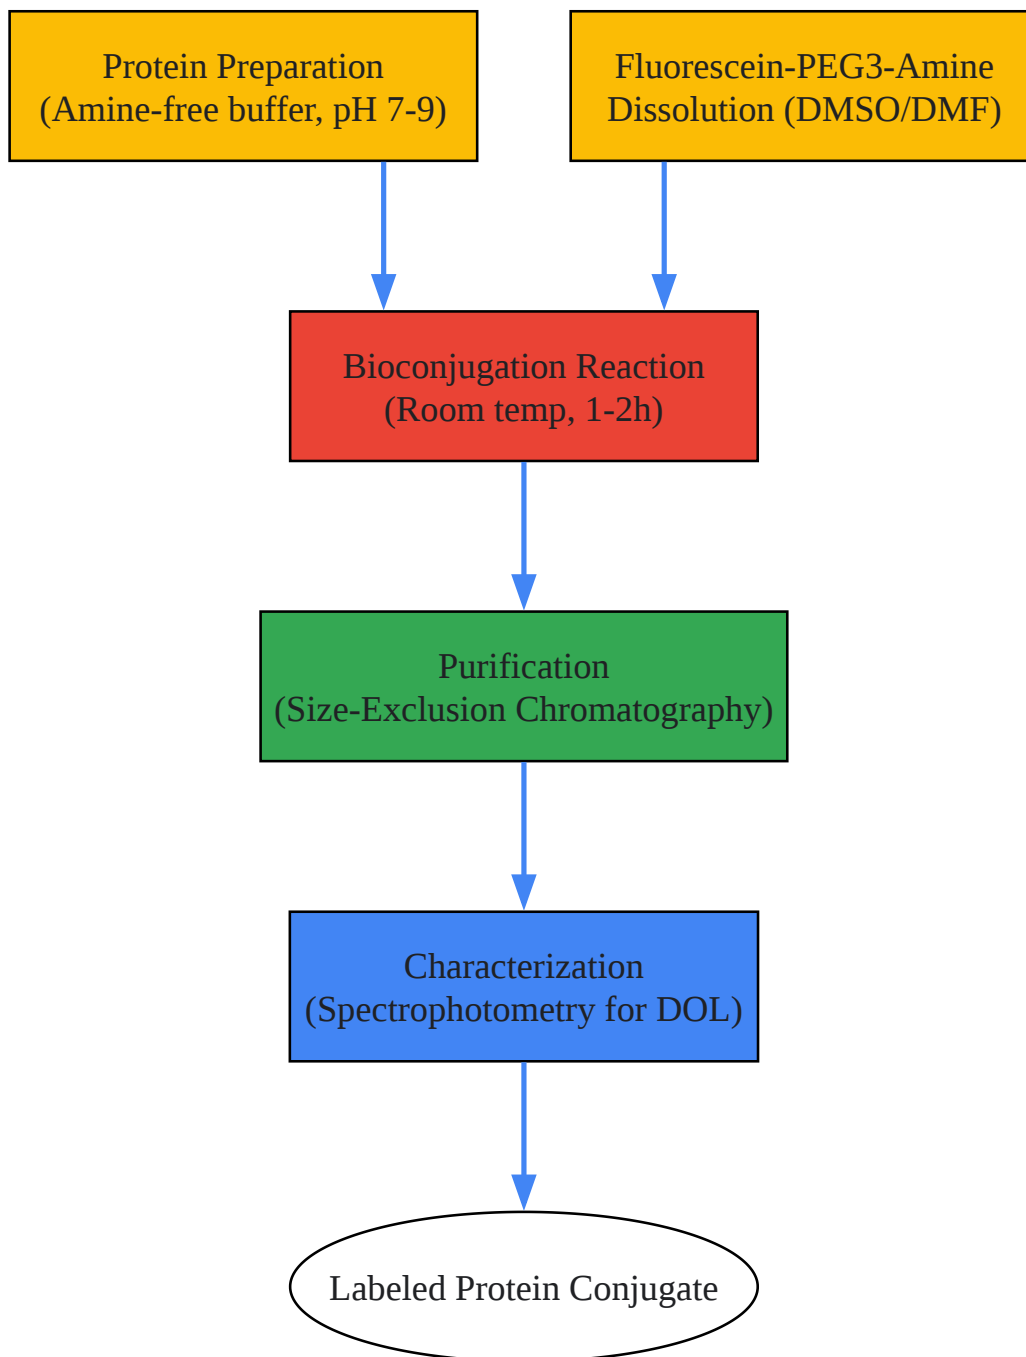 Protein Preparation
(Amine-free buffer, pH 7-9)
Fluorescein-PEG3-Amine
Dissolution (DMSO/DMF)
Bioconjugation Reaction
(Room temp, 1-2h)
Purification
(Size-Exclusion Chromatography)
Characterization
(Spectrophotometry for DOL)
Labeled Protein Conjugate